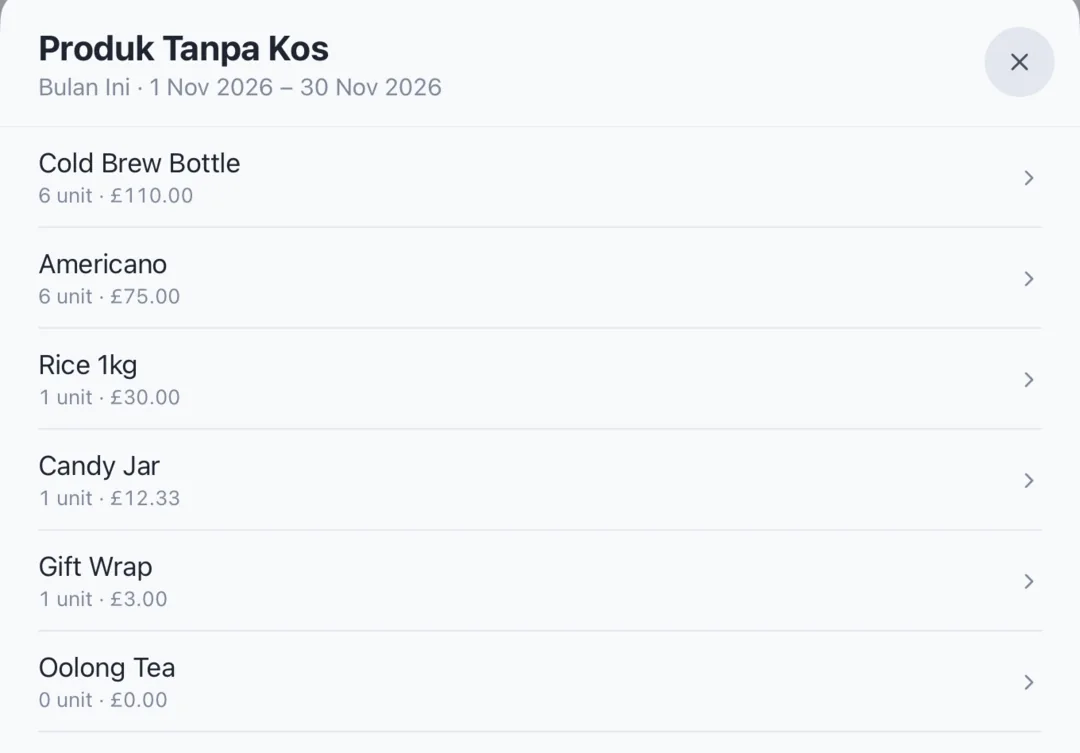 Produk Tanpa Kos
Bulan Ini · 1 Nov 2026 – 30 Nov 2026
Cold Brew Bottle
6 unit · £110.00
Americano
6 unit · £75.00
Rice 1kg
1 unit · £30.00
Candy Jar
1 unit · £12.33
Gift Wrap
1 unit · £3.00
Oolong Tea
0 unit · £0.00